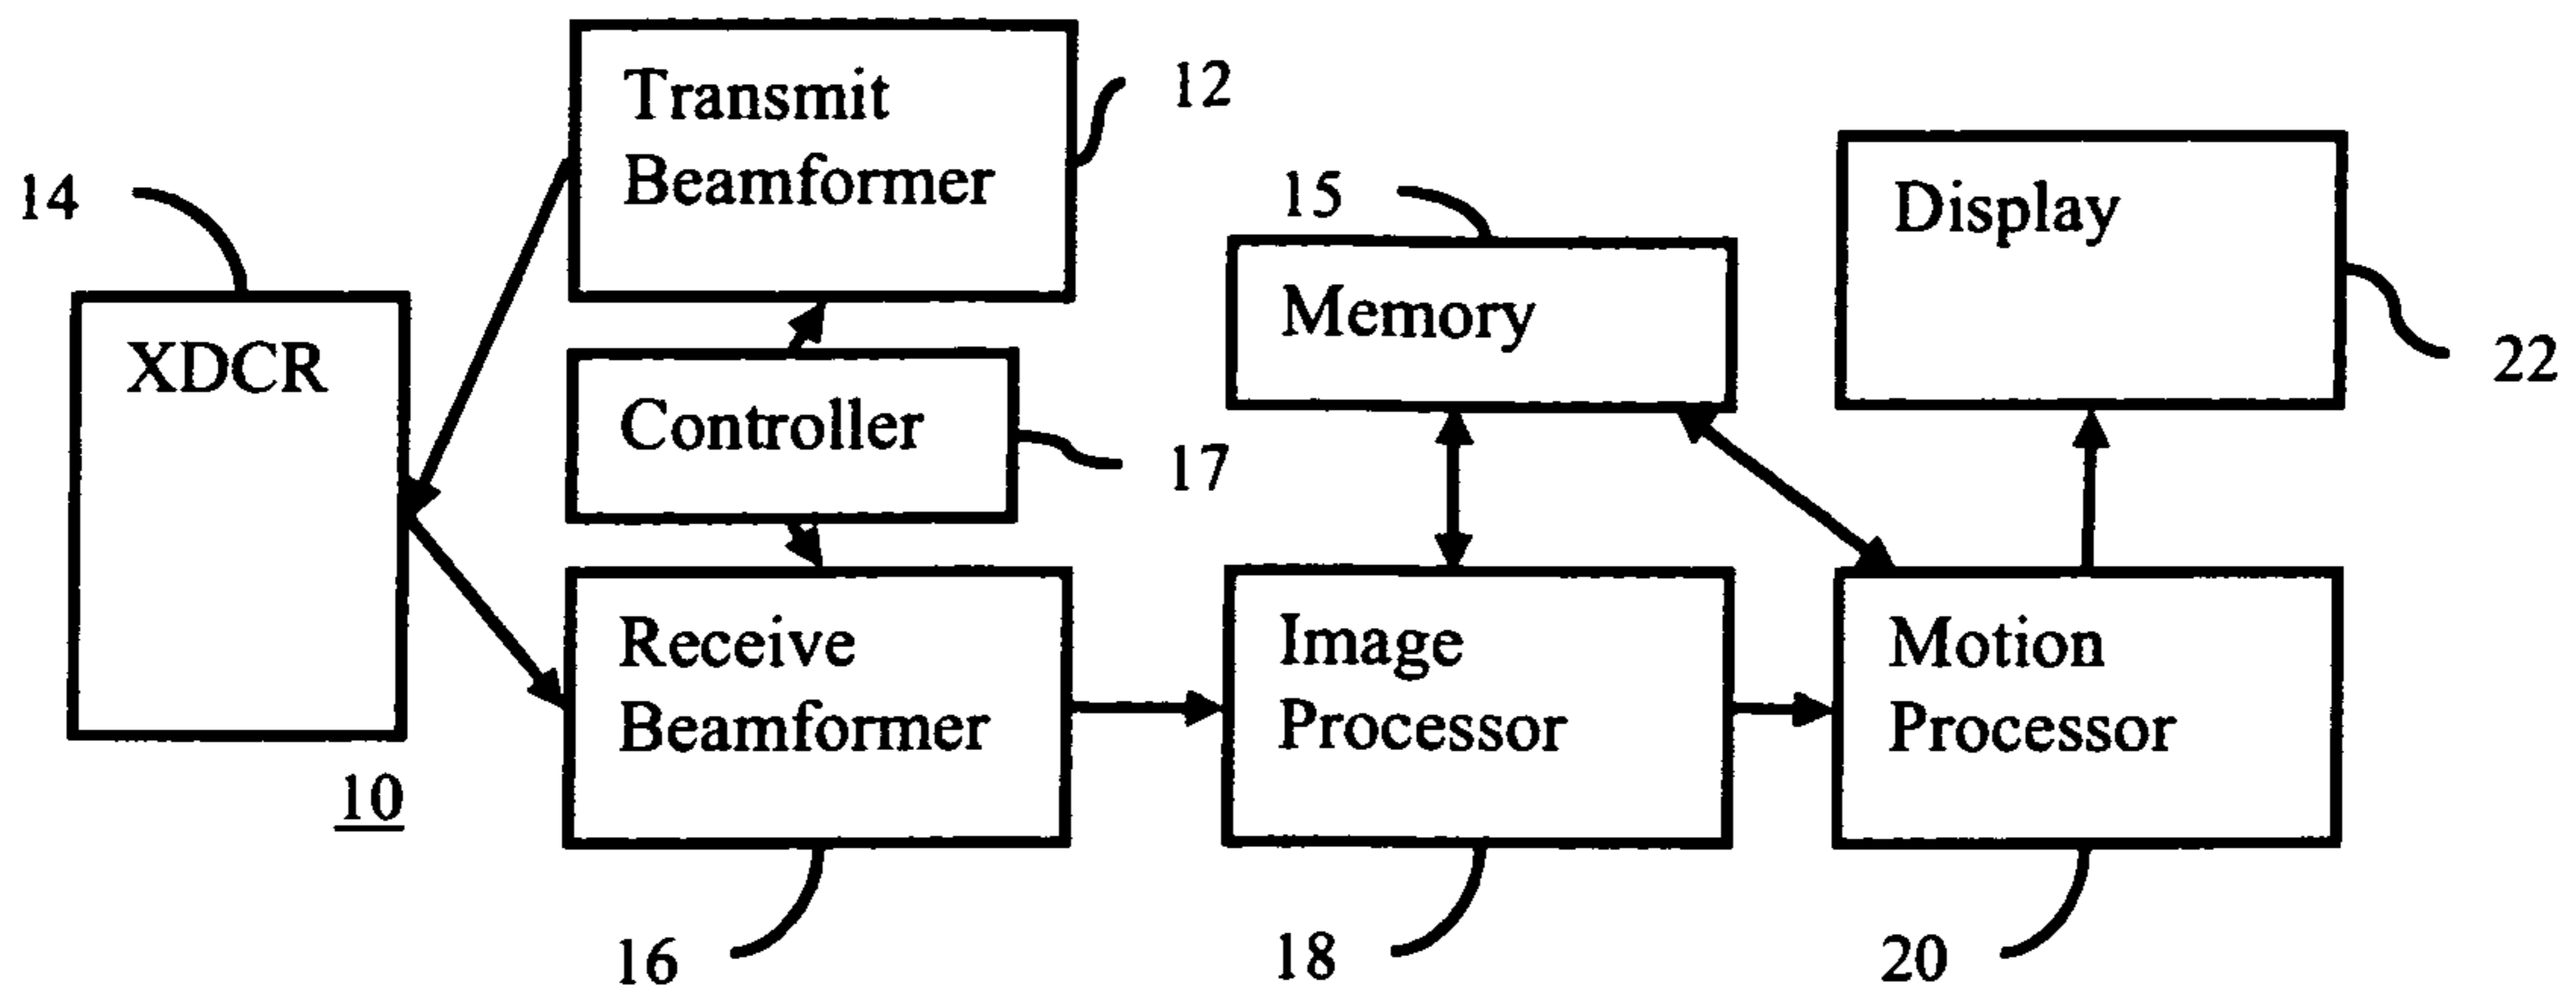 Transmit
Beamformer
12
14
XDCR
Controller
17
15
Memory
Display
22
Receive
Beamformer
16
Image
Processor
18
Motion
Processor
20
10